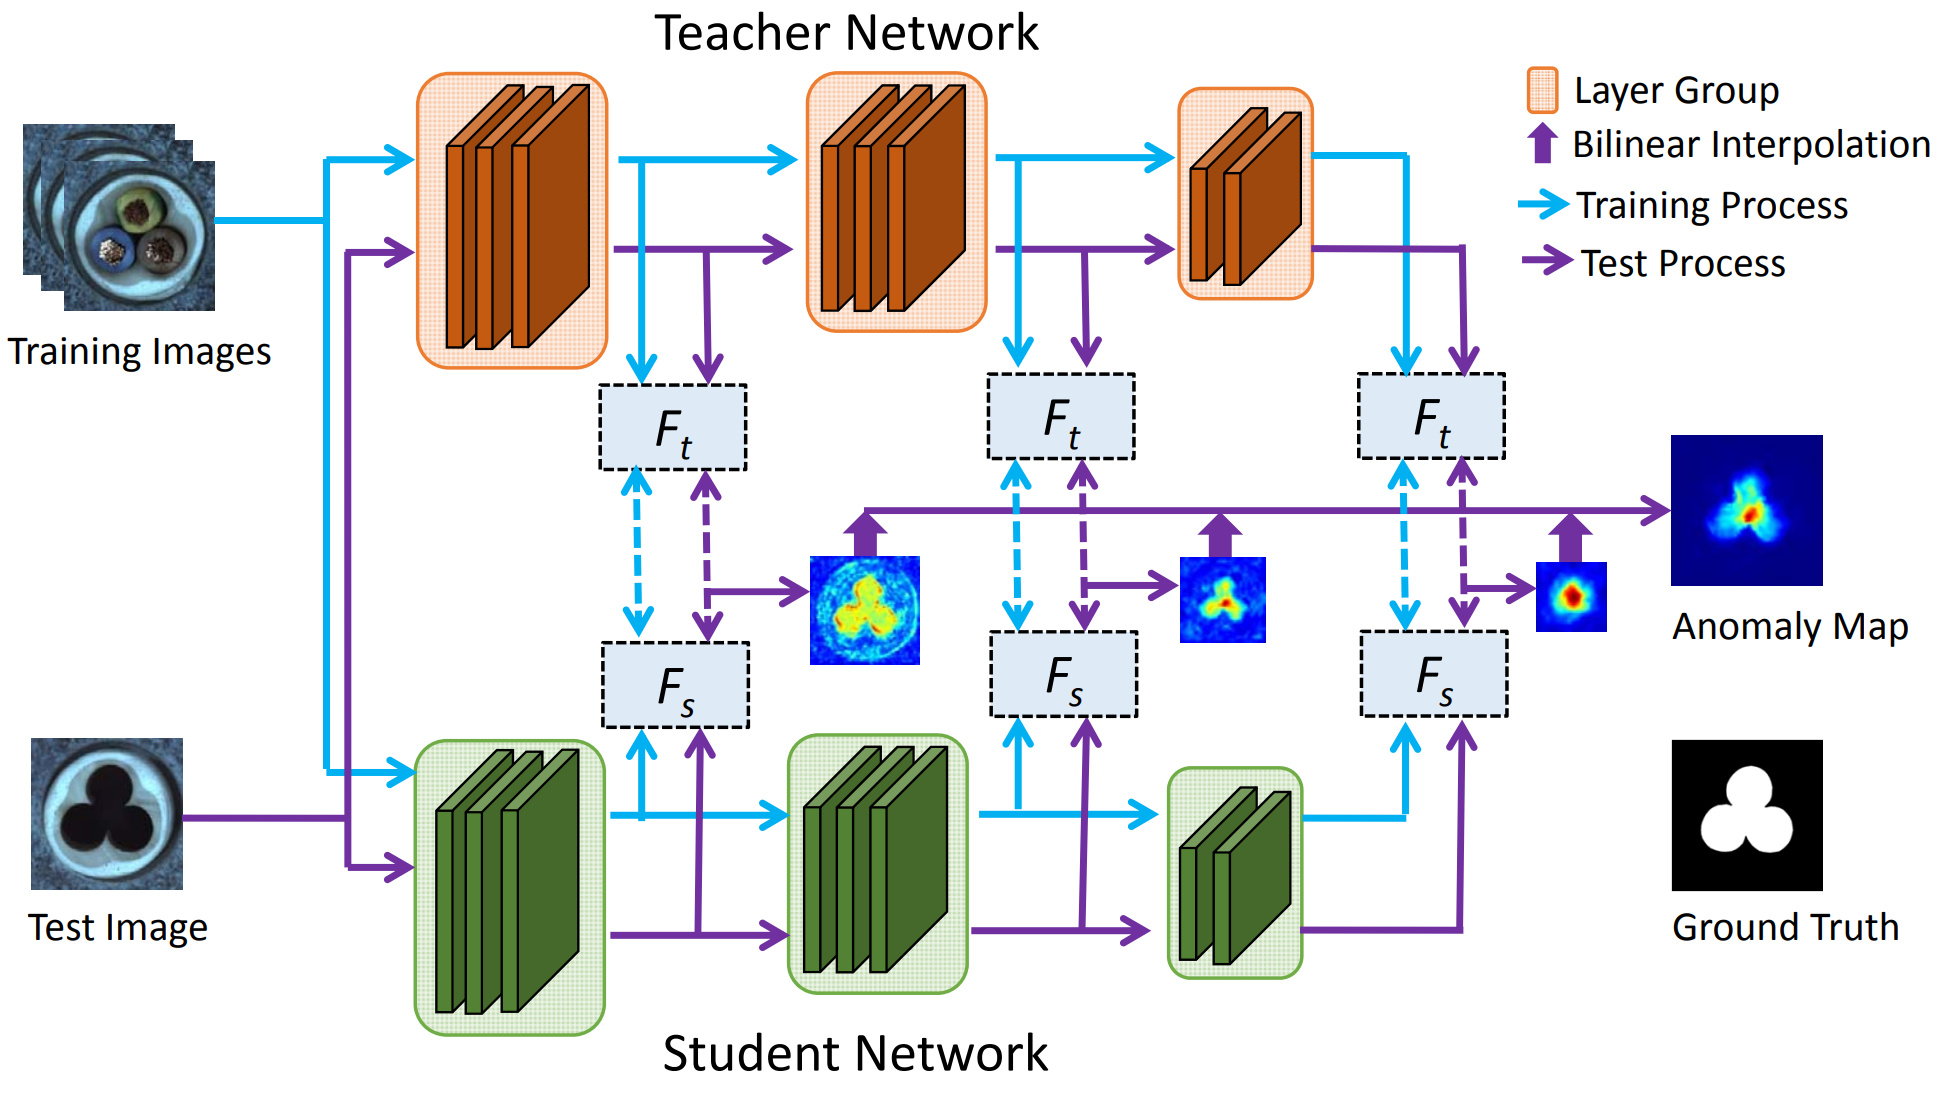 Teacher Network
Layer Group
Bilinear Interpolation
Training Process
Test Process
Training Images
F_t
F_t
F_t
Anomaly Map
F_s
F_s
F_s
Test Image
Ground Truth
Student Network